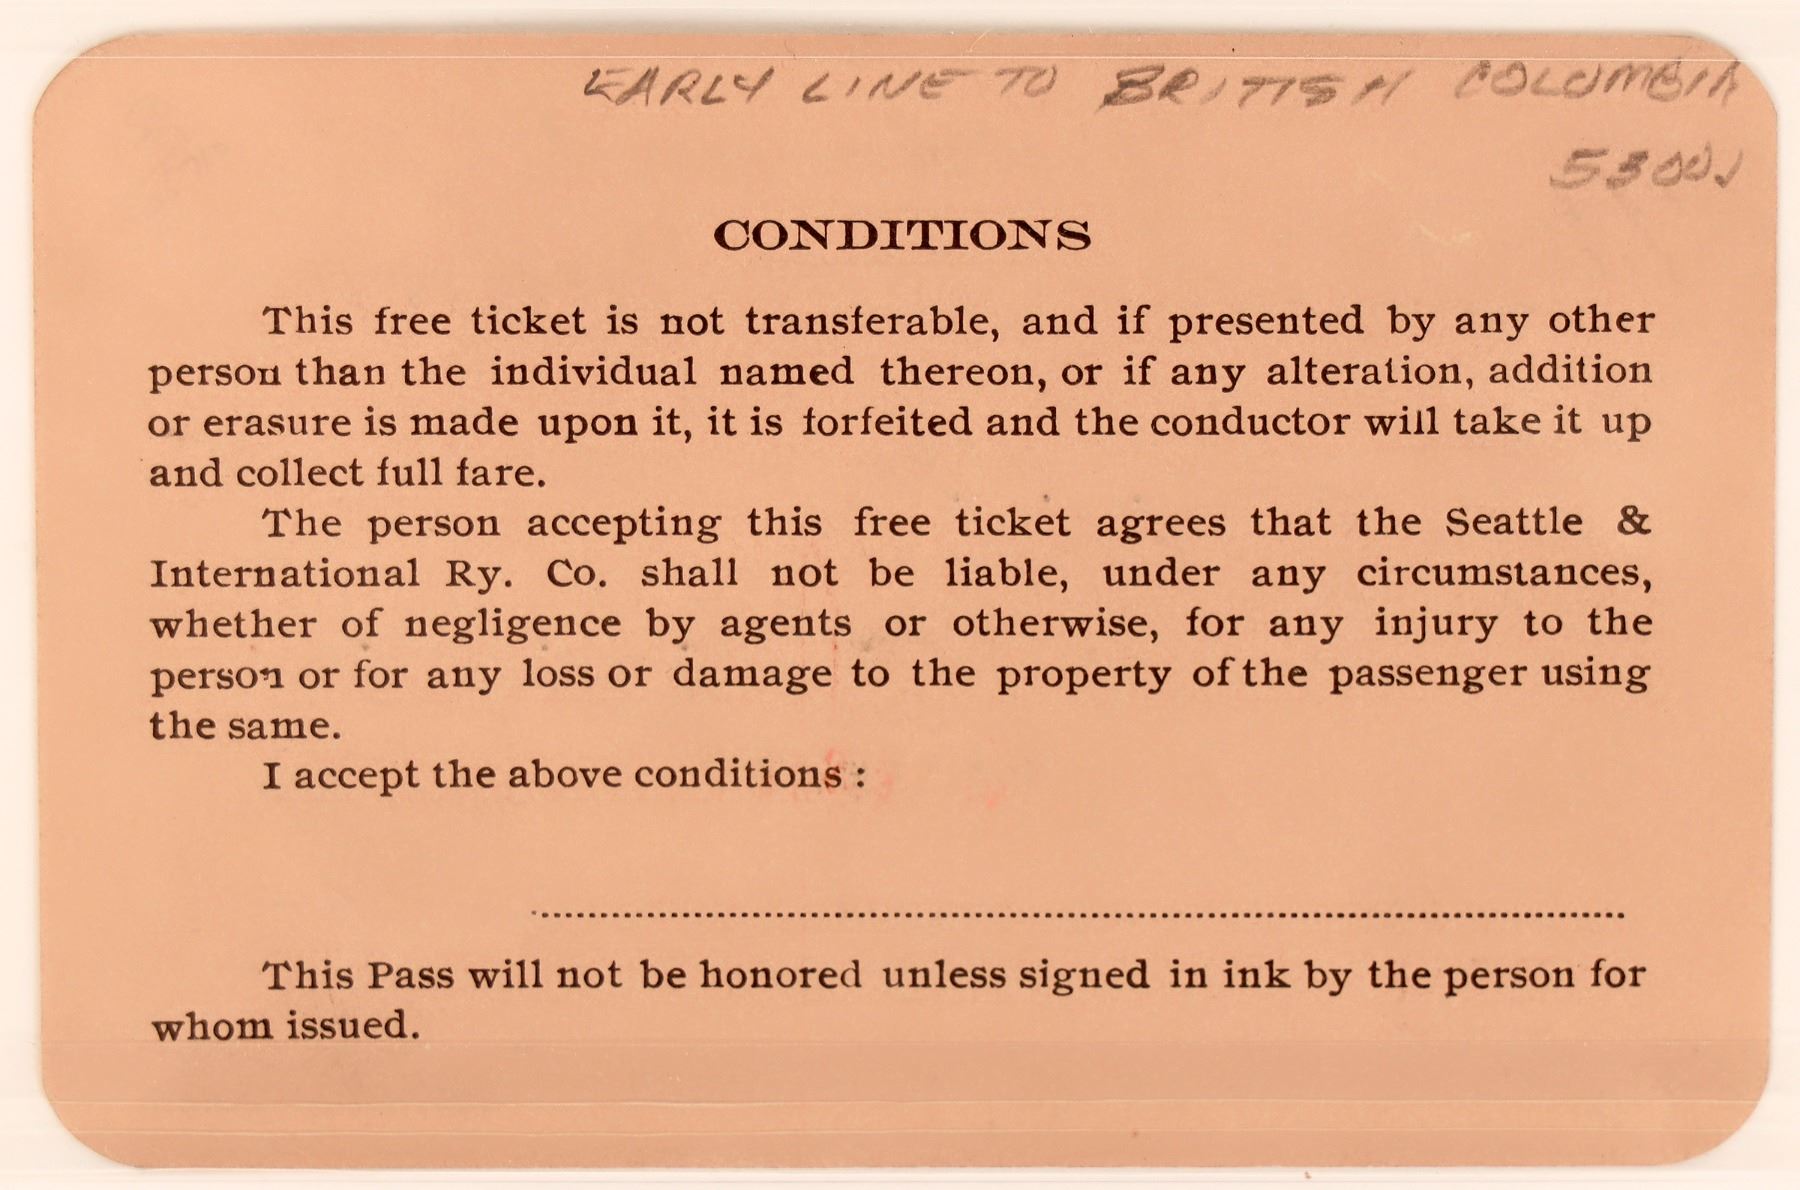 EARLY LINE TO BRITISH COLUMBIA
CONDITIONS
This free ticket is not transferable, and if presented by any other
person than the individual named thereon, or if any alteration, addition
or erasure is made upon it, it is forfeited and the conductor will take it up
and collect full fare.
The person accepting this free ticket agrees that the Seattle &
International Ry. Co. shall not be liable, under any circumstances,
whether of negligence by agents or otherwise, for any injury to the
person or for any loss or damage to the property of the passenger using
the same.
I accept the above conditions :
This Pass will not be honored unless signed in ink by the person for
whom issued.